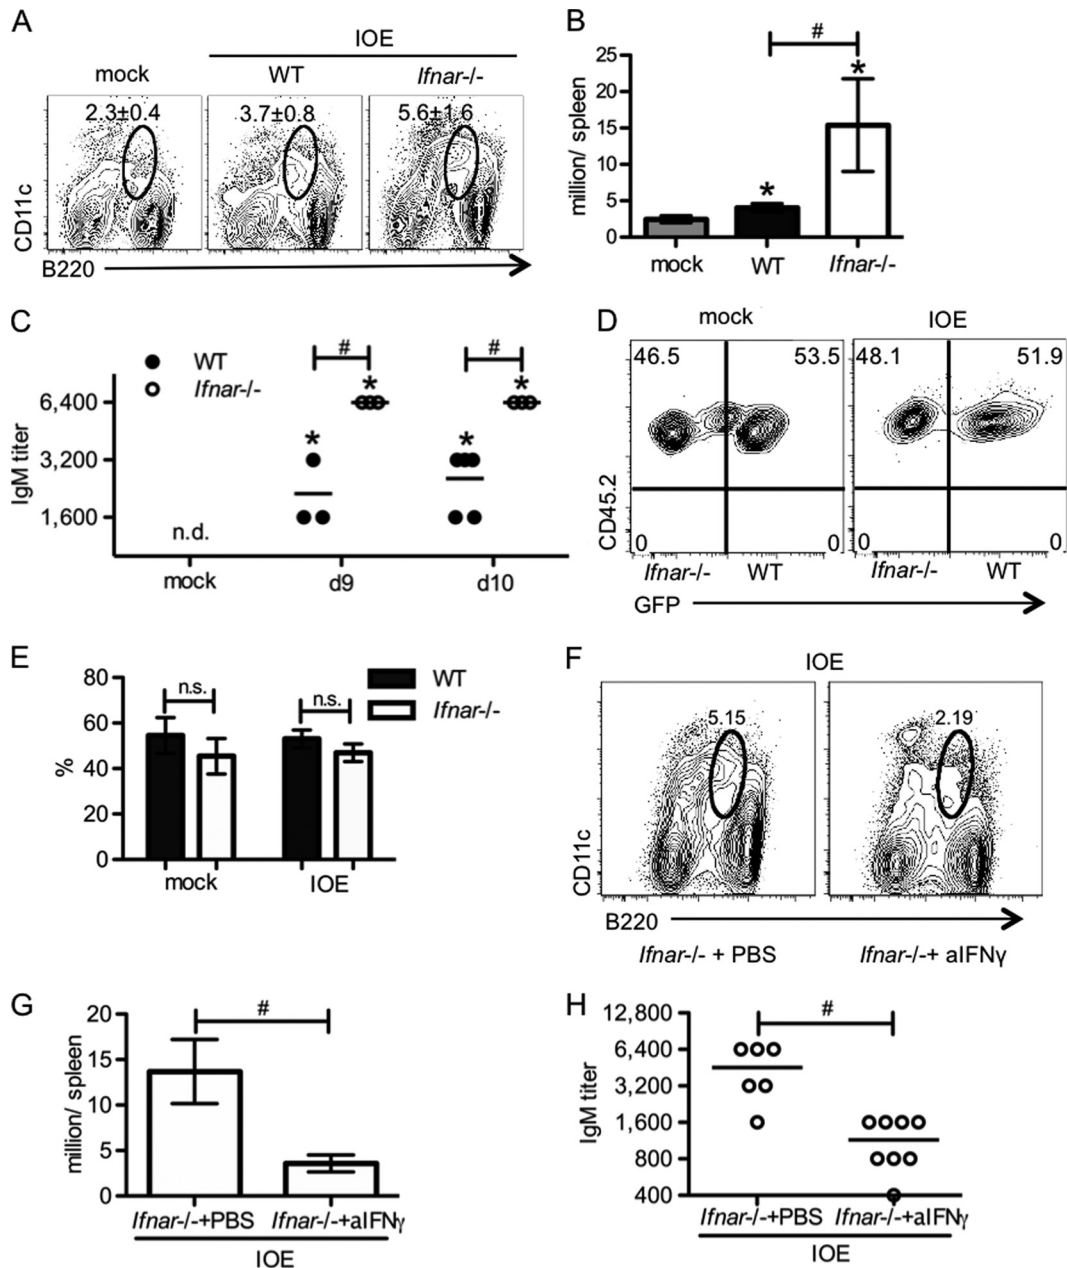 A
IOE
mock
WT
Ifnar-/-
2.3±0.4
3.7±0.8
5.6±1.6
CD11c
B220
B
#
25
20
15
10
5
0
million/ spleen
*
*
mock
WT
Ifnar-/-
C
WT
Ifnar-/-
#
#
6,400
3,200
1,600
IgM titer
*
*
*
*
n.d.
mock
d9
d10
D
mock
IOE
46.5
53.5
48.1
51.9
CD45.2
0
0
0
0
Ifnar-/-
WT
Ifnar-/-
WT
GFP
E
80
60
40
20
0
%
n.s.
n.s.
WT
Ifnar-/-
mock
IOE
F
IOE
5.15
2.19
CD11c
B220
Ifnar-/- + PBS
Ifnar-/-+ aIFNγ
G
20
15
10
5
0
million/ spleen
#
Ifnar-/-+PBS
Ifnar-/-+aIFNγ
IOE
H
12,800
6,400
3,200
1,600
800
400
IgM titer
#
Ifnar-/-+PBS
Ifnar-/-+aIFNγ
IOE